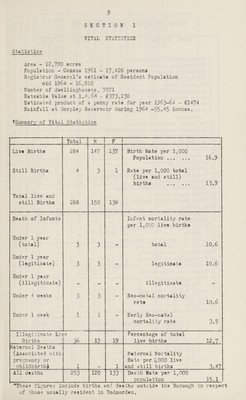 9
SECTION 1
VITAL STATISTICS
Statistics
Area - 12,790 acres
Population - Census 1961 - 17,428 persons
Registrar General's estimate of Resident Population
mid 1964 - 16,810
Number of dwellinghouses, 7071
Rateable Value at 1.4.64 - £373,238
Estimated product of a penny rate for year 1963-64 - £1474
Rainfall at Gorpley Reservoir during 1964 -55.45 inches.
*Summary of Vital Statistics
Total M F
Live Births 284 147 137 Birth Rate per 1,000
Population ... ... 16.9
Still Births 4 3 1 Rate per 1,000 total
(live and still)
births ... ... 13.9
Total live and
still Births 288 150 138
Death of Infants Infant mortality rate
per 1,000 live births
Under 1 year
(total) 3 3 - total 10.6
Under 1 year
(legitimate) 3 3 - legitimate 10.6
Under 1 year
(illegitimate) - - - illegitimate -
Under 4 weeks 3 3 - Neo-natal mortality
rate 10.6
Under 1 week 1 1 - Early Neo-natal
mortality rate 3.5
Illegitimate Live Percentage of total
Births 36 17 19 live births 12.7
Maternal Deaths
(Associated with Maternal Mortality
pregnancy or Rate per 1,000 live
childbirth) 1 - 1 and still births 3.47
All deaths 253 120 133 Death Rate per 1,000
population 15.1
*These figures include births and deaths outside the Borough in respect
of those usually resident in Todmorden.